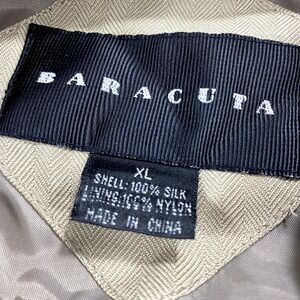 BARACUTA
XL
SHELL: 100% SILK
LINING: 100% NYLON
MADE IN CHINA